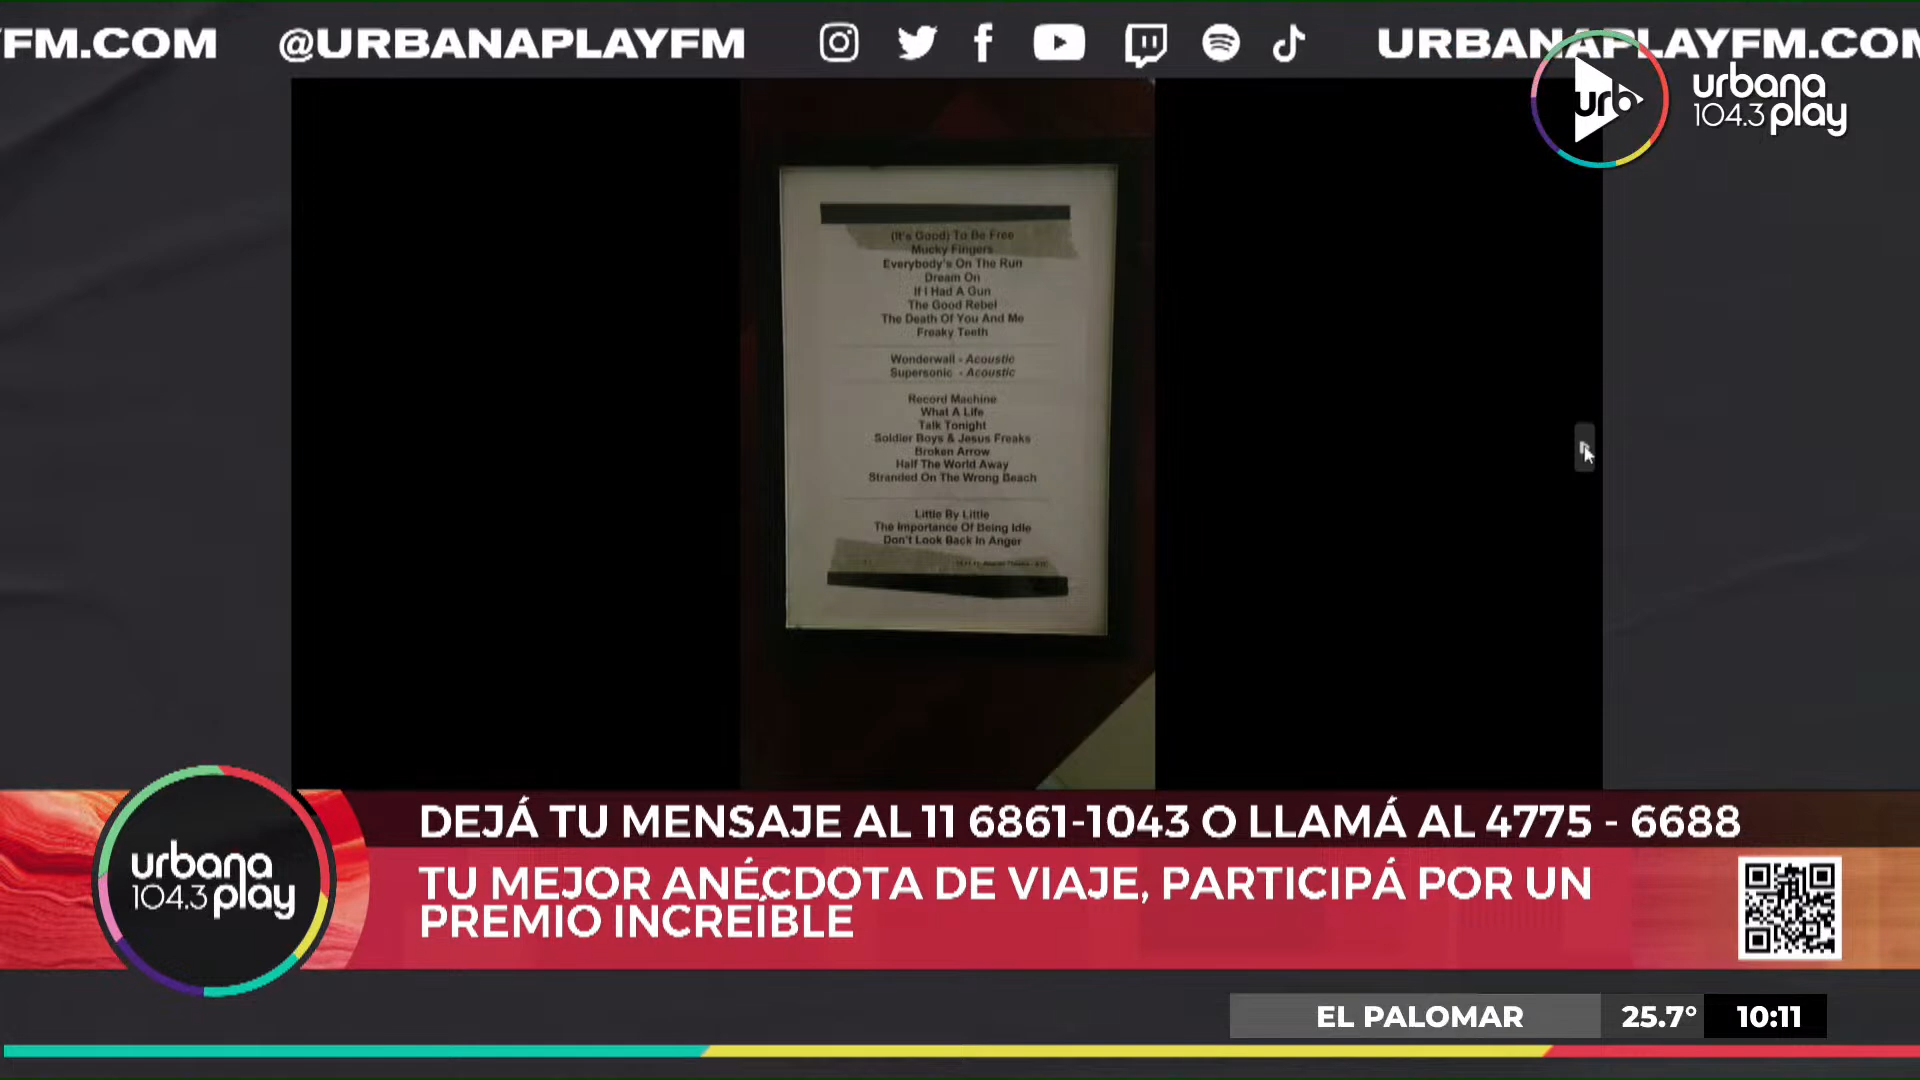 FM.COM @URBANAPLAYFM URBANAPLAYFM.COM
urb
urbana
104.3 play
(It's Good) To Be Free
Mucky Fingers
Everybody's On The Run
Dream On
If I Had A Gun
The Good Rebel
The Death Of You And Me
Freaky Teeth
Wonderwall - Acoustic
Supersonic - Acoustic
Record Machine
What A Life
Talk Tonight
Soldier Boys & Jesus Freaks
Broken Arrow
Half The World Away
Stranded On The Wrong Beach
Little By Little
The Importance Of Being Idle
Don't Look Back In Anger
DEJÁ TU MENSAJE AL 11 6861-1043 O LLAMÁ AL 4775 - 6688
TU MEJOR ANÉCDOTA DE VIAJE, PARTICIPÁ POR UN
PREMIO INCREÍBLE
urbana
104.3 play
EL PALOMAR 25.7° 10:11